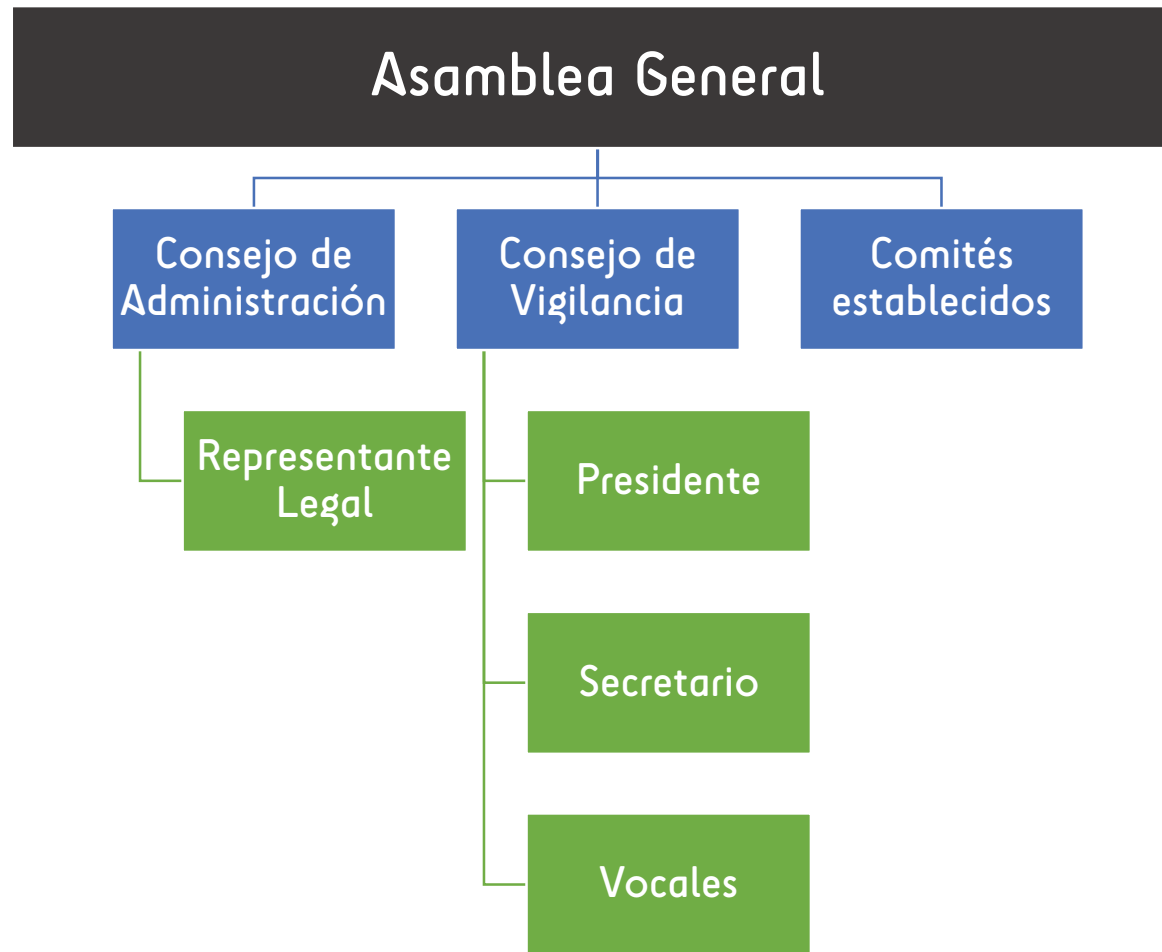 Asamblea General
Consejo de
Administración
Consejo de
Vigilancia
Comités
establecidos
Representante
Legal
Presidente
Secretario
Vocales